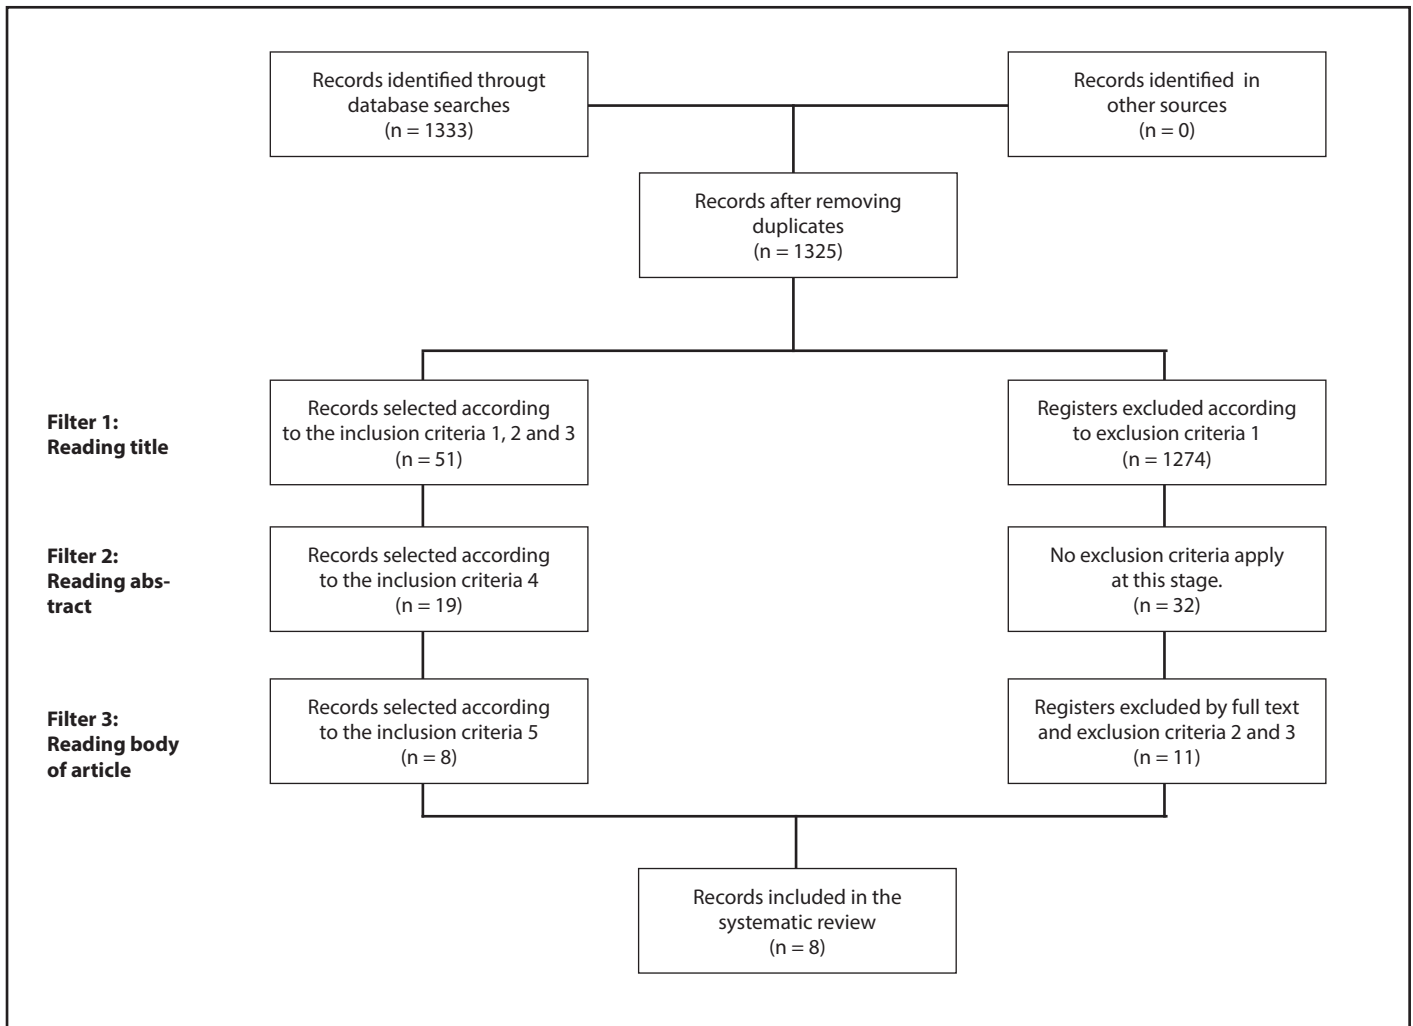 Records identified througt
database searches
(n = 1333)
Records identified in
other sources
(n = 0)
Records after removing
duplicates
(n = 1325)
Filter 1:
Reading title
Records selected according
to the inclusion criteria 1, 2 and 3
(n = 51)
Registers excluded according
to exclusion criteria 1
(n = 1274)
Filter 2:
Reading abs-
tract
Records selected according
to the inclusion criteria 4
(n = 19)
No exclusion criteria apply
at this stage.
(n = 32)
Filter 3:
Reading body
of article
Records selected according
to the inclusion criteria 5
(n = 8)
Registers excluded by full text
and exclusion criteria 2 and 3
(n = 11)
Records included in the
systematic review
(n = 8)